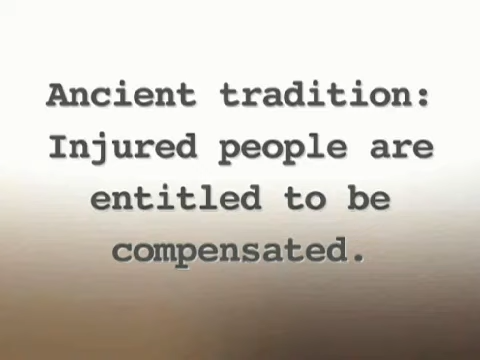 Ancient tradition:
Injured people are
entitled to be
compensated.